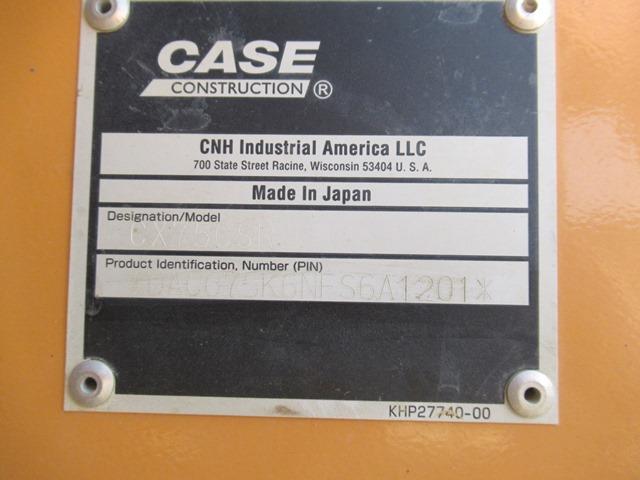 CASE
CONSTRUCTION ®
CNH Industrial America LLC
700 State Street Racine, Wisconsin 53404 U. S. A.
Made In Japan
Designation/Model
Product Identification, Number (PIN)
KHP27740-00